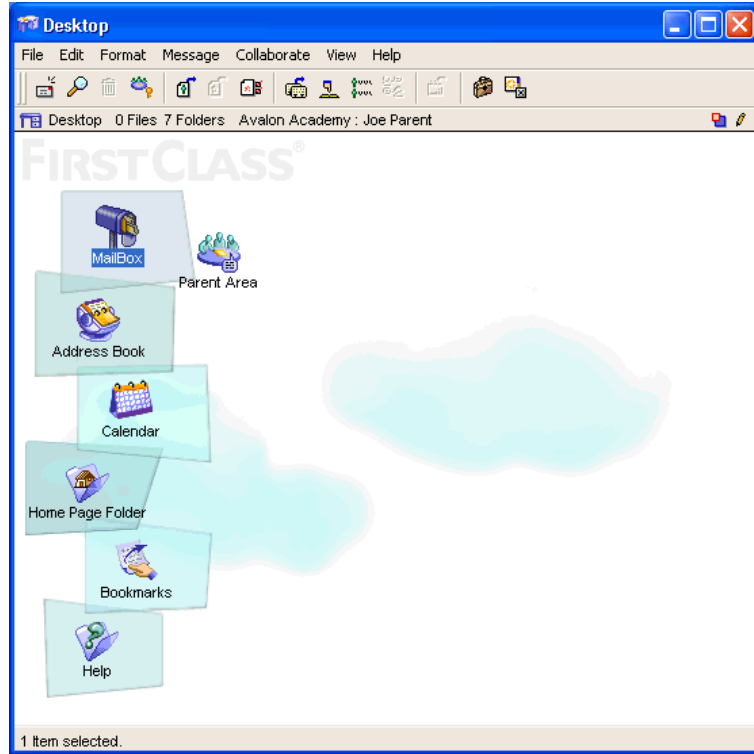 Desktop
File Edit Format Message Collaborate View Help
Desktop 0 Files 7 Folders Avalon Academy : Joe Parent
FIRSTCLASS®
MailBox
Parent Area
Address Book
Calendar
Home Page Folder
Bookmarks
Help
1 Item selected.